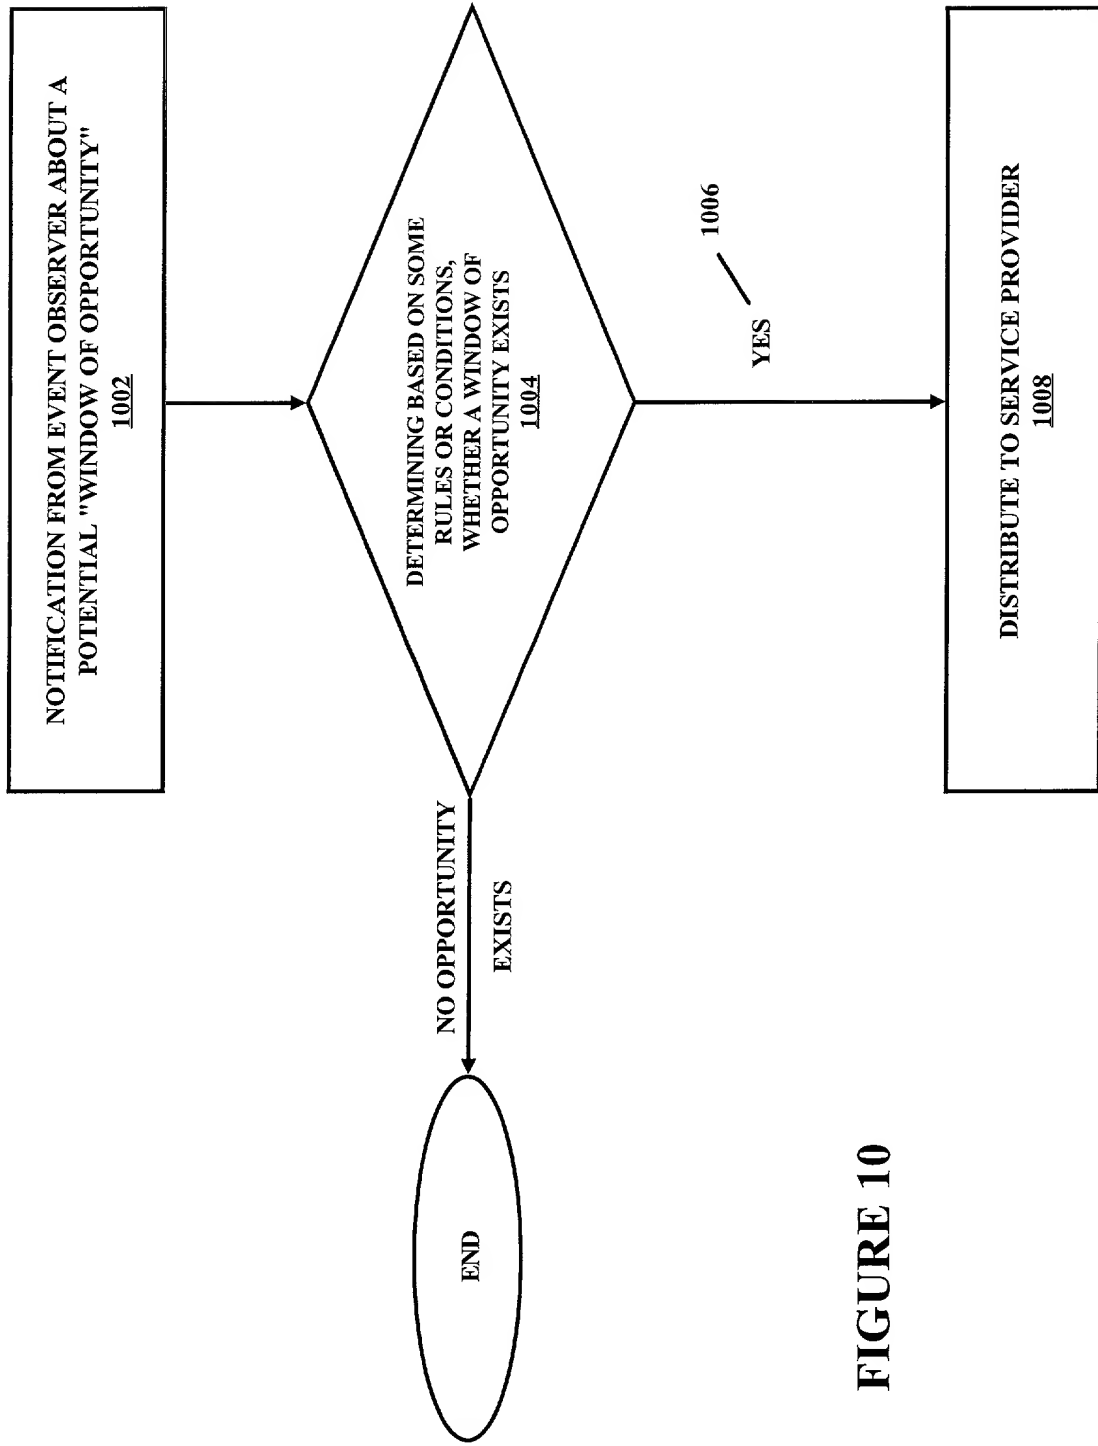 NOTIFICATION FROM EVENT OBSERVER ABOUT A
POTENTIAL "WINDOW OF OPPORTUNITY"
1002
DETERMINING BASED ON SOME
RULES OR CONDITIONS,
WHETHER A WINDOW OF
OPPORTUNITY EXISTS
1004
NO OPPORTUNITY
EXISTS
END
1006
YES
DISTRIBUTE TO SERVICE PROVIDER
1008
FIGURE 10